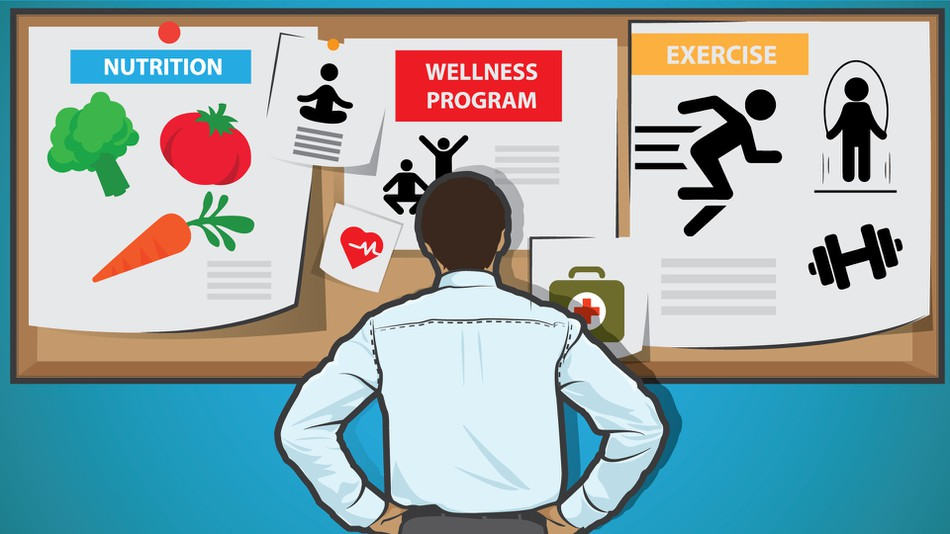 NUTRITION
WELLNESS
PROGRAM
EXERCISE